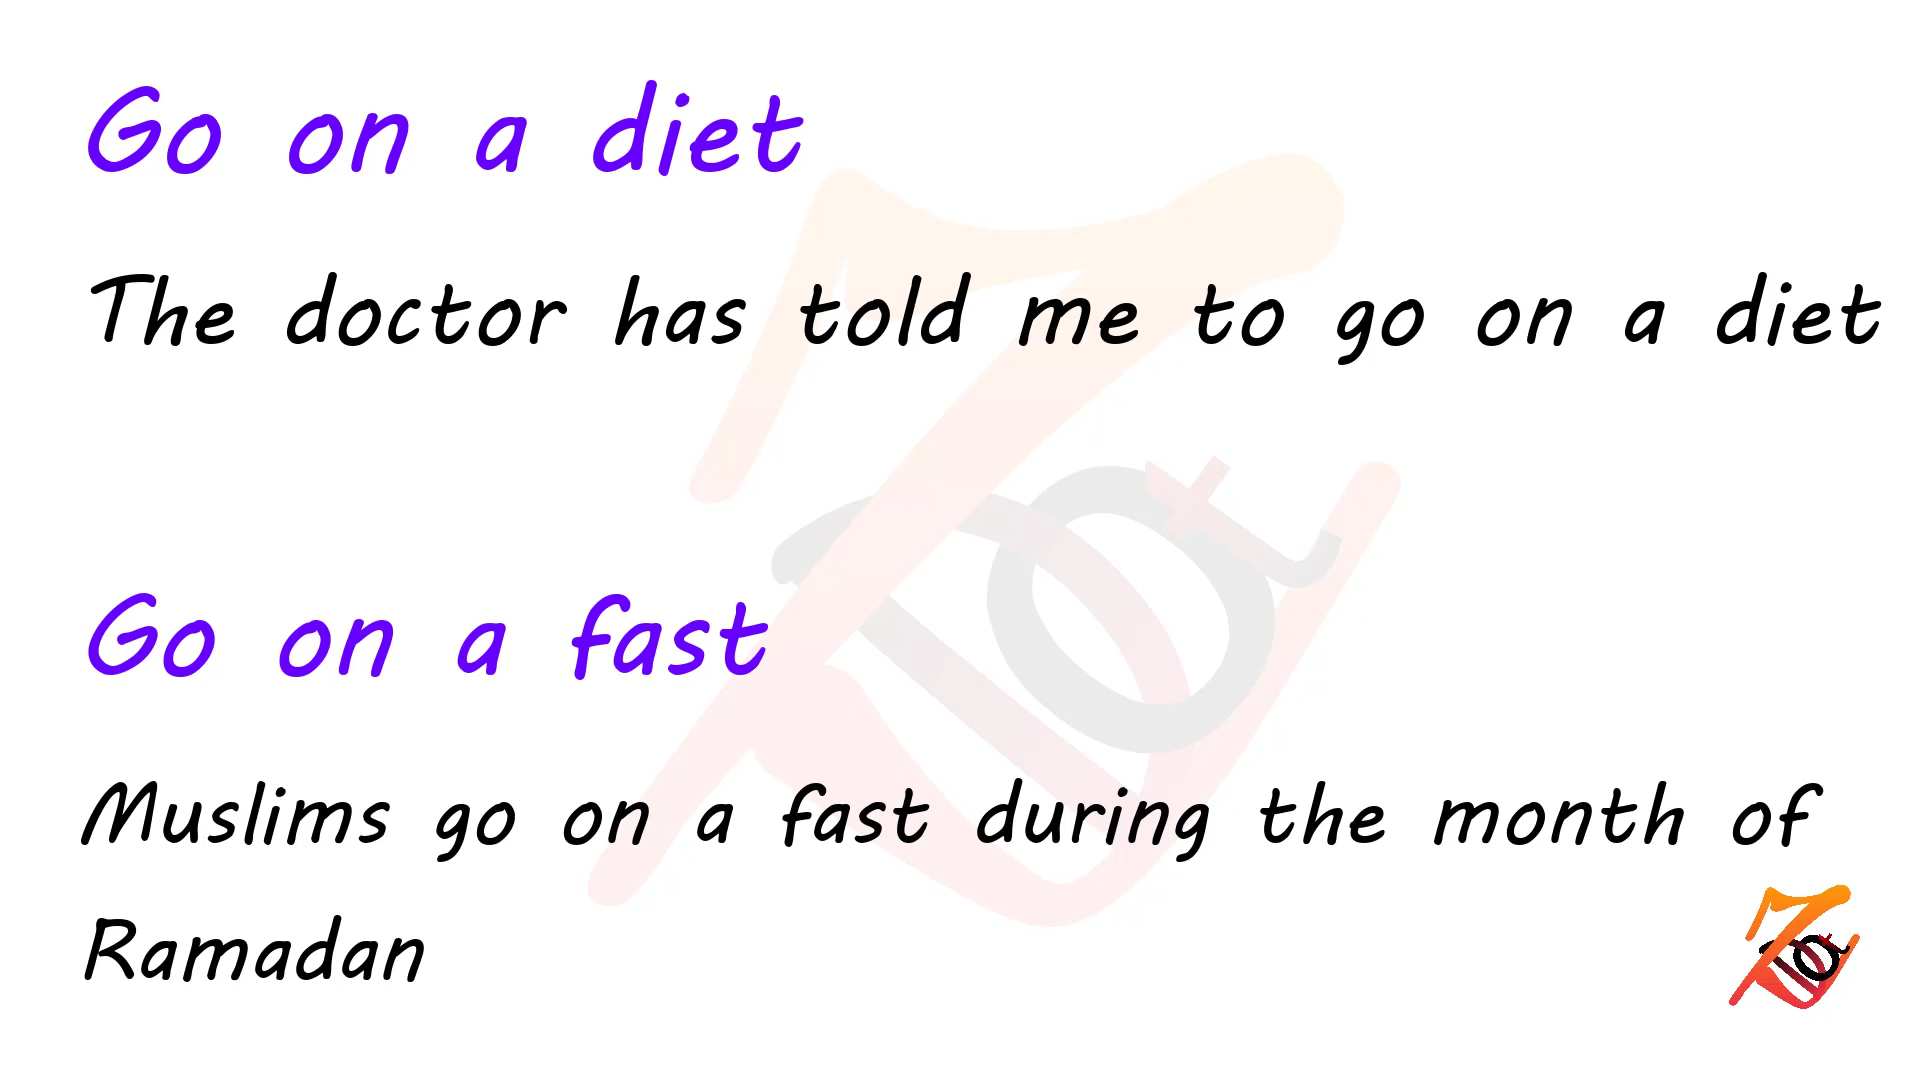 Go on a diet
The doctor has told me to go on a diet
Go on a fast
Muslims go on a fast during the month of
Ramadan